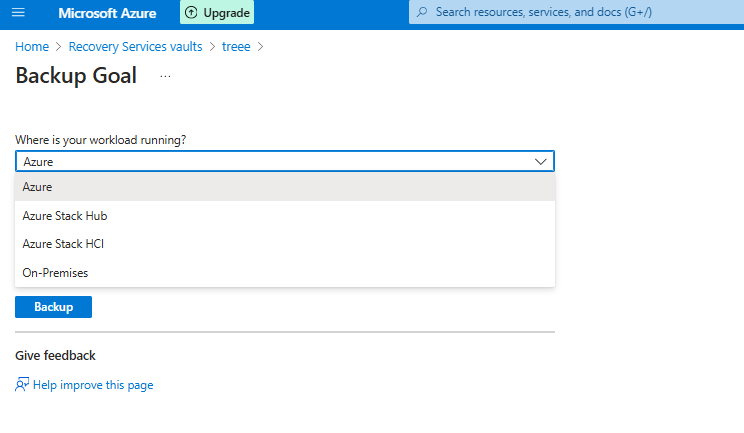 Microsoft Azure Upgrade Search resources, services, and docs (G+/)
Home > Recovery Services vaults > treee >
Backup Goal ...
Where is your workload running?
Azure
Azure
Azure Stack Hub
Azure Stack HCI
On-Premises
Backup
Give feedback
Help improve this page